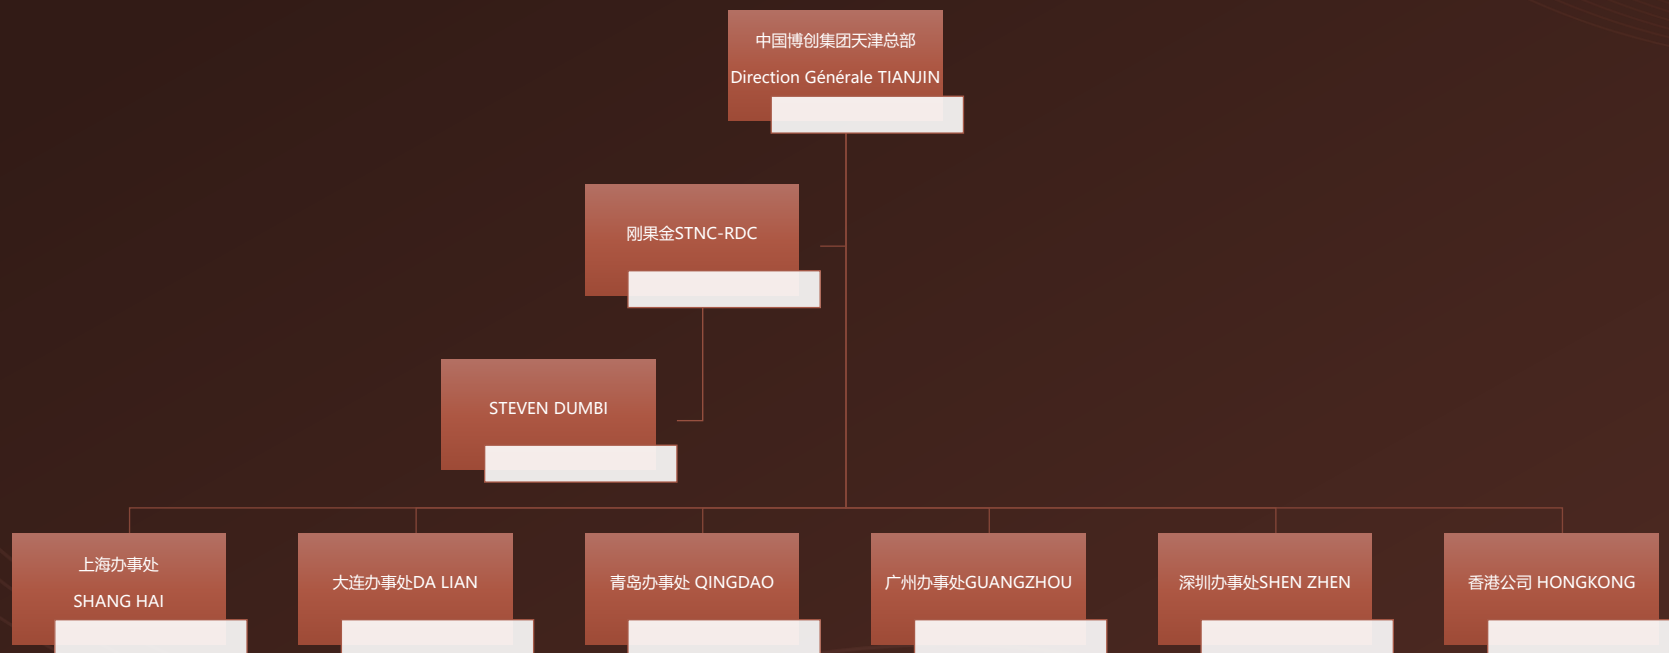 中国博创集团天津总部
Direction Générale TIANJIN
刚果金STNC-RDC
STEVEN DUMBI
上海办事处
SHANG HAI
大连办事处DA LIAN
青岛办事处 QINGDAO
广州办事处GUANGZHOU
深圳办事处SHEN ZHEN
香港公司 HONGKONG